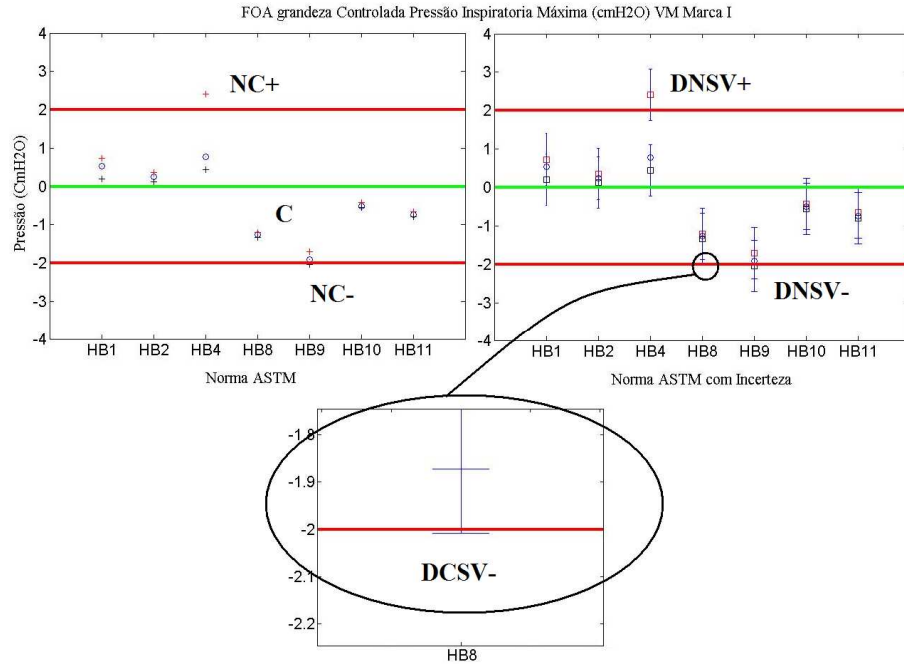 FOA grandeza Controlada Pressão Inspiratoria Máxima (cmH2O) VM Marca I
Pressão (CmH2O)
4
3
2
1
0
-1
-2
-3
-4
NC+
C
NC-
HB1 HB2 HB4 HB8 HB9 HB10 HB11
Norma ASTM
4
3
2
1
0
-1
-2
-3
-4
DNSV+
DNSV-
HB1 HB2 HB4 HB8 HB9 HB10 HB11
Norma ASTM com Incerteza
-1.8
-1.9
-2
-2.1
-2.2
DCSV-
HB8